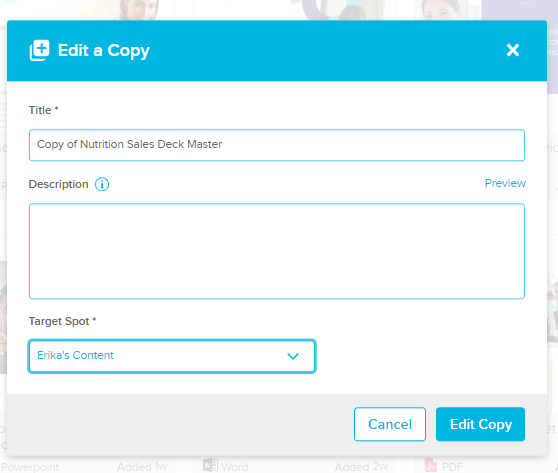 Edit a Copy
Title *
Copy of Nutrition Sales Deck Master
Description
Preview
Target Spot *
Erika's Content
Cancel
Edit Copy
Powerpoint
Added 1w
Word
Added 2w
PDF